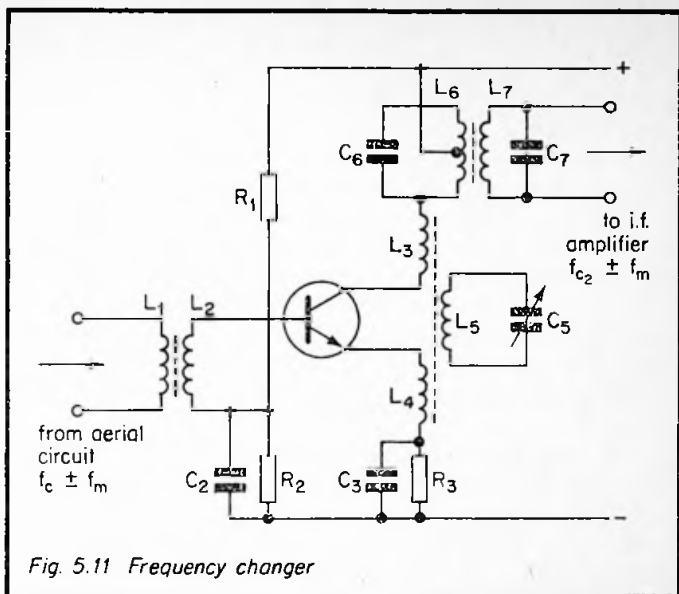 +
L6 L7
C6
C7
R1
L3
to i.f.
amplifier
fc2 ± fm
L1 L2
L5
C5
L4
from aerial
circuit
fc ± fm
C2
R2
C3
R3
−
Fig. 5.11 Frequency changer